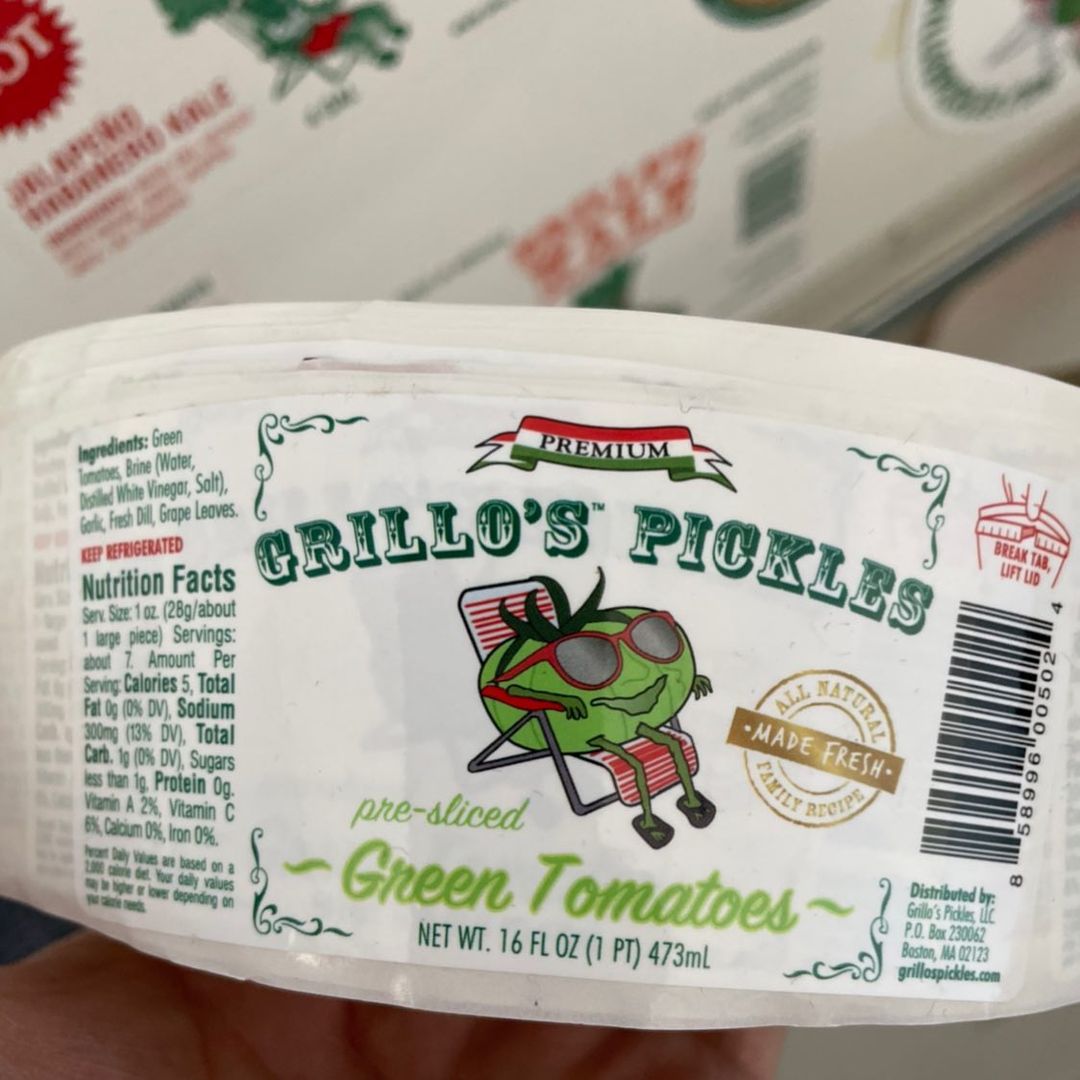 OT
JALAPEÑO
HABANERO KALE
Ingredients: Green
Tomatoes, Brine (Water,
Distilled White Vinegar, Salt),
Garlic, Fresh Dill, Grape Leaves.
KEEP REFRIGERATED
Nutrition Facts
Serv. Size: 1 oz. (28g/about
1 large piece) Servings:
about 7. Amount Per
Serving: Calories 5, Total
Fat 0g (0% DV), Sodium
300mg (13% DV), Total
Carb. 1g (0% DV), Sugars
less than 1g, Protein 0g.
Vitamin A 2%, Vitamin C
6%, Calcium 0%, Iron 0%.
Percent Daily Values are based on a
2,000 calorie diet. Your daily values
may be higher or lower depending on
your calorie needs.
PREMIUM
GRILLO'S™ PICKLES
ALL NATURAL
·MADE FRESH·
FAMILY RECIPE
pre-sliced
~ Green Tomatoes ~
NET WT. 16 FL OZ (1 PT) 473mL
BREAK TAB,
LIFT LID
8 58996 00502 4
Distributed by:
Grillo's Pickles, LLC
P.O. Box 230062
Boston, MA 02123
grillospickles.com